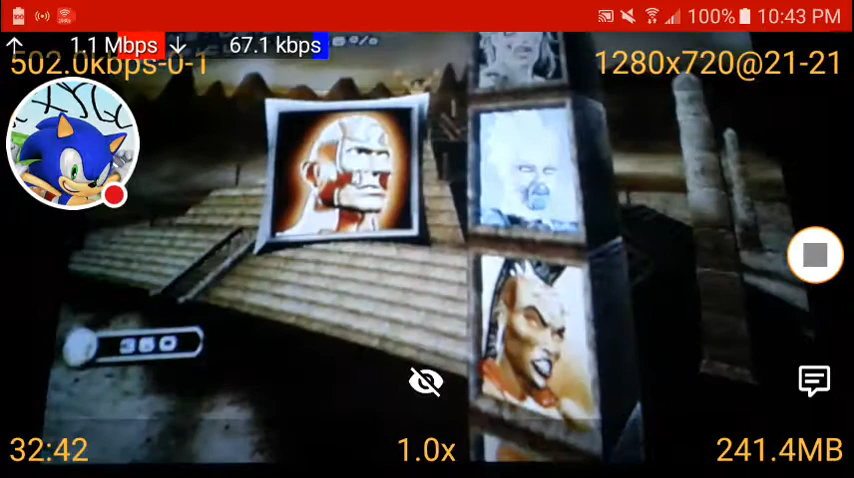 100% 10:43 PM
1.1 Mbps 67.1 kbps
502.0kbps-0-1
1280x720@21-21
360
32:42
1.0x
241.4MB